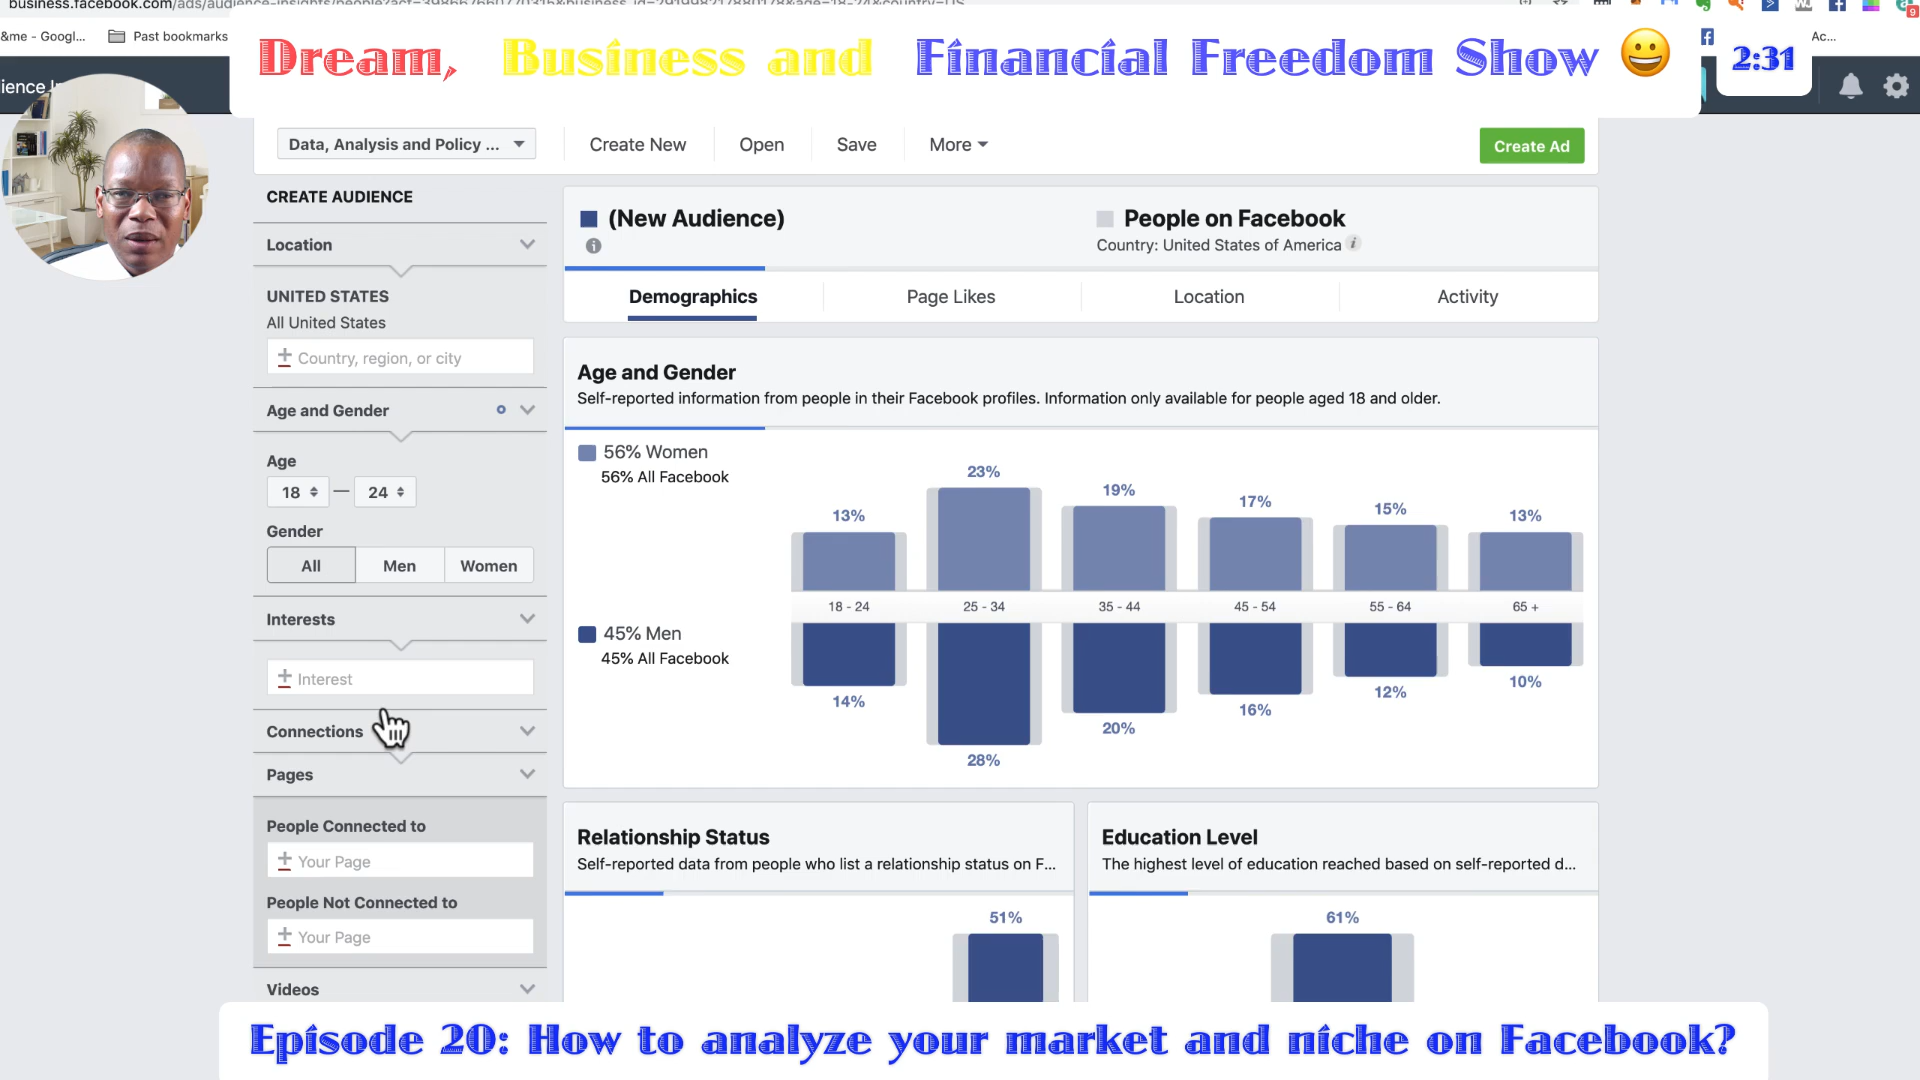 &me - Googl...
Past bookmarks
Ac...
Dream, Business and Financial Freedom Show
2:31
Data, Analysis and Policy ...
Create New
Open
Save
More
Create Ad
CREATE AUDIENCE
Location
UNITED STATES
All United States
Country, region, or city
Age and Gender
Age
18 — 24
Gender
All
Men
Women
Interests
Interest
Connections
Pages
People Connected to
Your Page
People Not Connected to
Your Page
Videos
(New Audience)
People on Facebook
Country: United States of America
Demographics
Page Likes
Location
Activity
Age and Gender
Self-reported information from people in their Facebook profiles. Information only available for people aged 18 and older.
56% Women
56% All Facebook
13%
23%
19%
17%
15%
13%
18 - 24
25 - 34
35 - 44
45 - 54
55 - 64
65 +
45% Men
45% All Facebook
14%
28%
20%
16%
12%
10%
Relationship Status
Self-reported data from people who list a relationship status on F...
51%
Education Level
The highest level of education reached based on self-reported d...
61%
Episode 20: How to analyze your market and niche on Facebook?